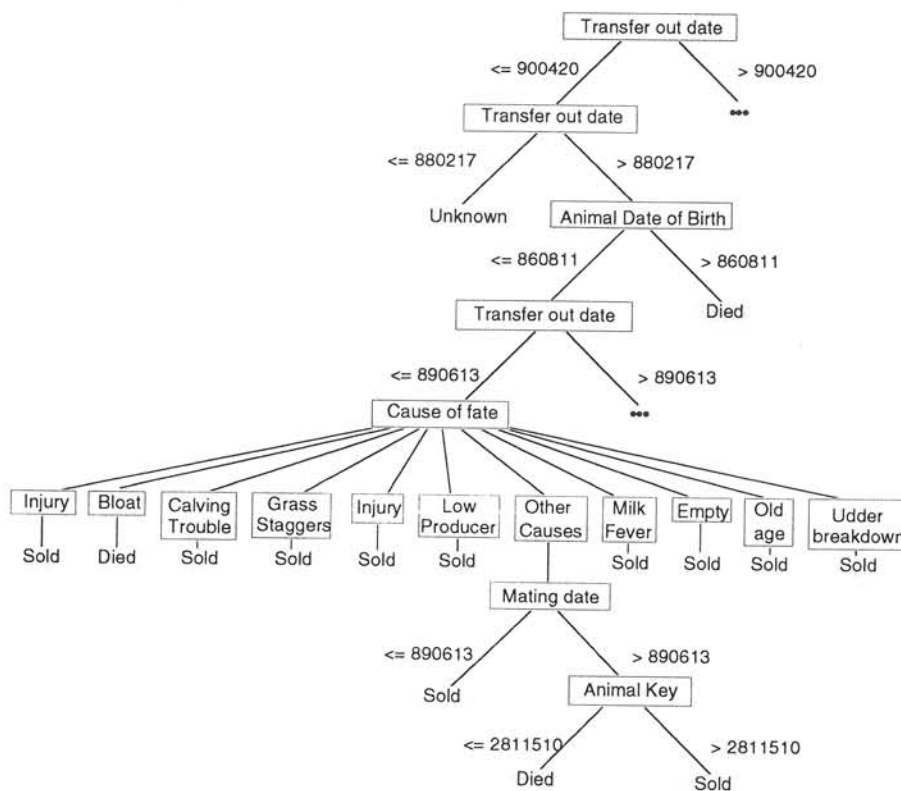 Transfer out date
<= 900420
> 900420
•••
Transfer out date
<= 880217
> 880217
Unknown
Animal Date of Birth
<= 860811
> 860811
Died
Transfer out date
<= 890613
> 890613
•••
Cause of fate
Injury
Bloat
Calving
Trouble
Grass
Staggers
Injury
Low
Producer
Other
Causes
Milk
Fever
Empty
Old
age
Udder
breakdown
Sold
Died
Sold
Sold
Sold
Sold
Sold
Sold
Sold
Sold
Mating date
<= 890613
> 890613
Sold
Animal Key
<= 2811510
> 2811510
Died
Sold